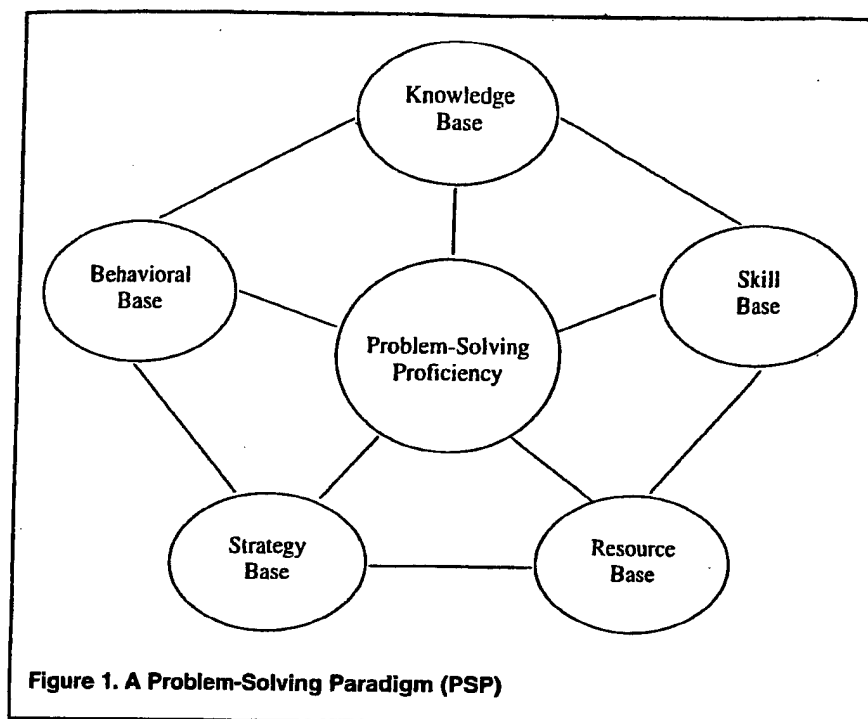 Knowledge
Base
Behavioral
Base
Skill
Base
Problem-Solving
Proficiency
Strategy
Base
Resource
Base
Figure 1. A Problem-Solving Paradigm (PSP)